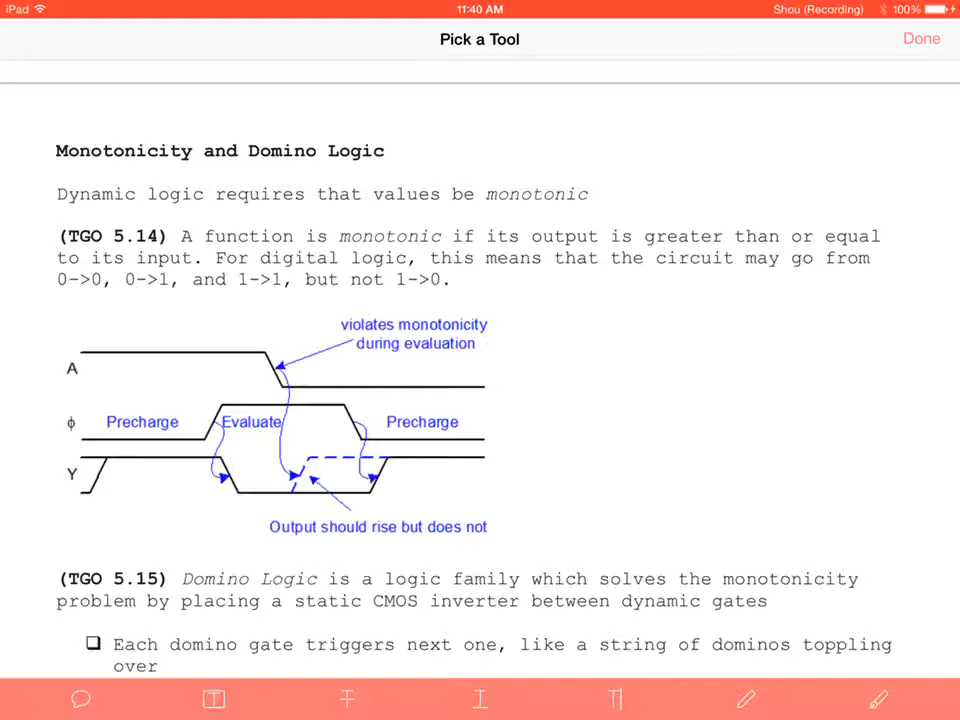 iPad 11:40 AM Shou (Recording) 100%
Pick a Tool Done
Monotonicity and Domino Logic
Dynamic logic requires that values be monotonic
(TGO 5.14) A function is monotonic if its output is greater than or equal
to its input. For digital logic, this means that the circuit may go from
0->0, 0->1, and 1->1, but not 1->0.
violates monotonicity
during evaluation
A
ϕ Precharge Evaluate Precharge
Y
Output should rise but does not
(TGO 5.15) Domino Logic is a logic family which solves the monotonicity
problem by placing a static CMOS inverter between dynamic gates
❑ Each domino gate triggers next one, like a string of dominos toppling
over